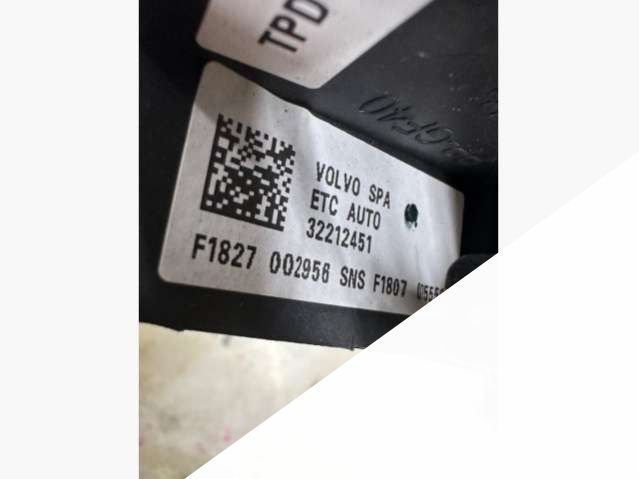 TPD
VOLVO SPA
ETC AUTO
32212451
F1827 002956 SNS F1807